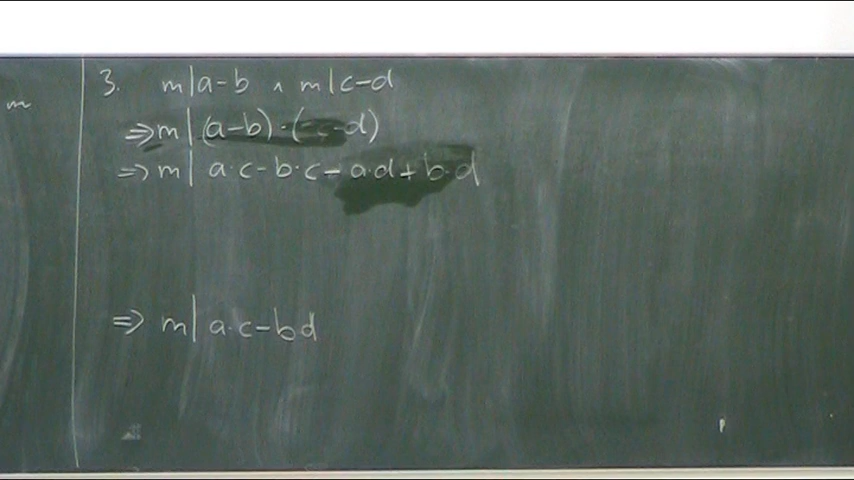 m
3. m|a-b ∧ m|c-d
⇒ m|(a-b)·(c-d)
⇒ m| a·c-b·c-a·d+b·d
⇒ m| a·c-bd